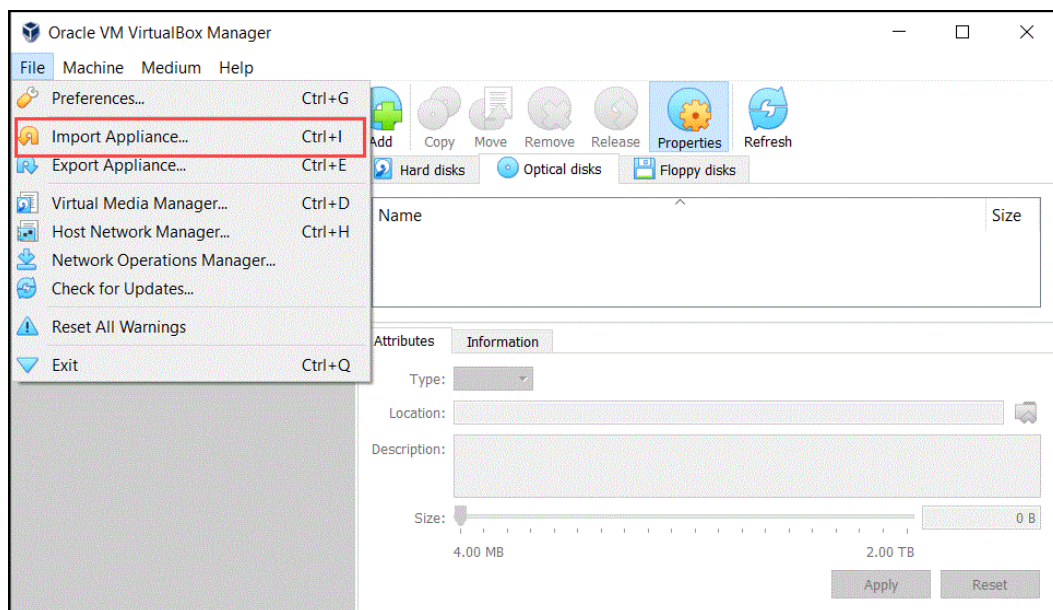 Oracle VM VirtualBox Manager
File Machine Medium Help
Preferences... Ctrl+G
Import Appliance... Ctrl+I
Export Appliance... Ctrl+E
Virtual Media Manager... Ctrl+D
Host Network Manager... Ctrl+H
Network Operations Manager...
Check for Updates...
Reset All Warnings
Exit Ctrl+Q
Add Copy Move Remove Release Properties Refresh
Hard disks Optical disks Floppy disks
Name Size
Attributes Information
Type:
Location:
Description:
Size: 0 B
4.00 MB 2.00 TB
Apply Reset